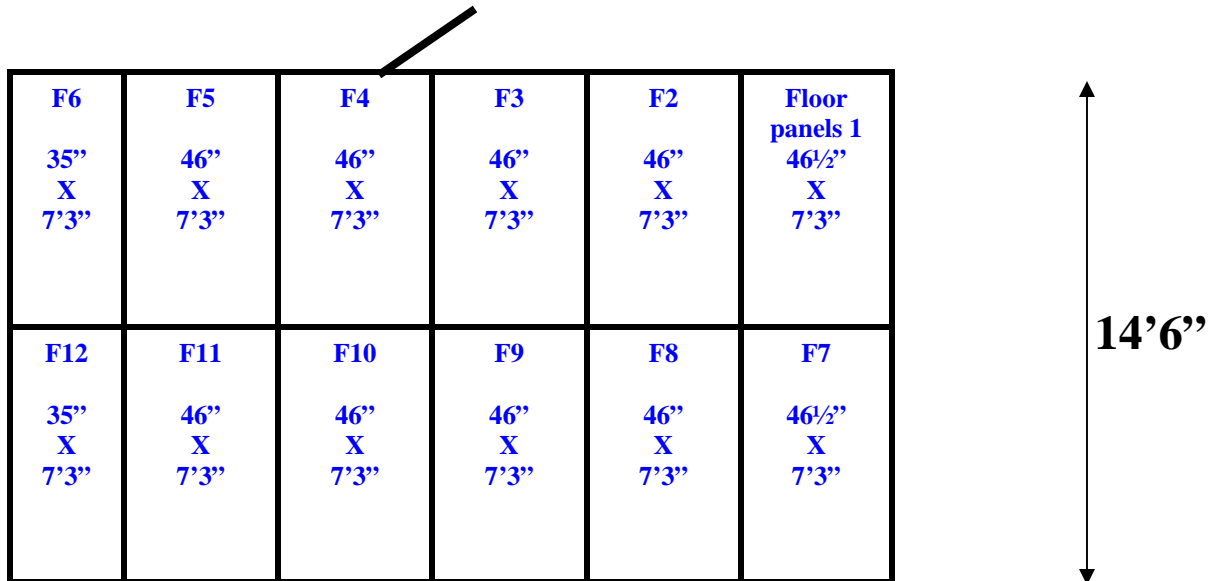 F6
35”
X
7’3”
F5
46”
X
7’3”
F4
46”
X
7’3”
F3
46”
X
7’3”
F2
46”
X
7’3”
Floor
panels 1
46½”
X
7’3”
14’6”
F12
35”
X
7’3”
F11
46”
X
7’3”
F10
46”
X
7’3”
F9
46”
X
7’3”
F8
46”
X
7’3”
F7
46½”
X
7’3”